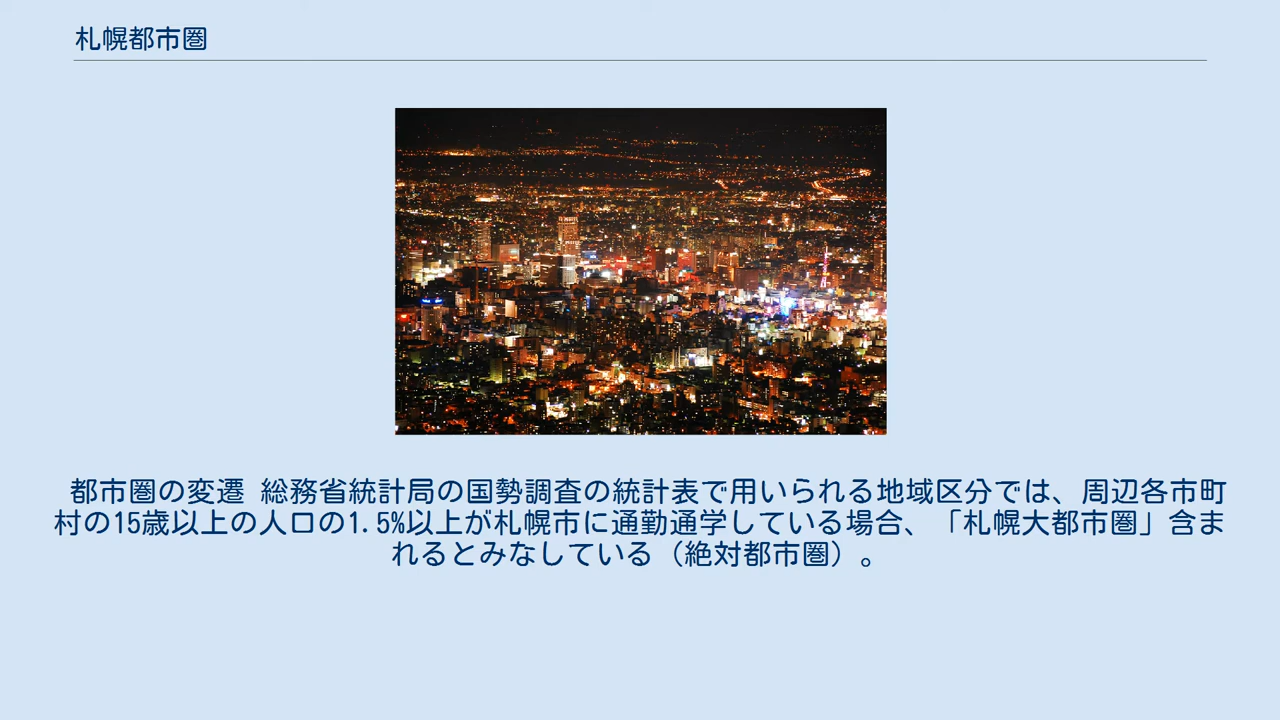 札幌都市圏
都市圏の変遷 総務省統計局の国勢調査の統計表で用いられる地域区分では、周辺各市町
村の15歳以上の人口の1.5%以上が札幌市に通勤通学している場合、「札幌大都市圏」含ま
れるとみなしている（絶対都市圏）。